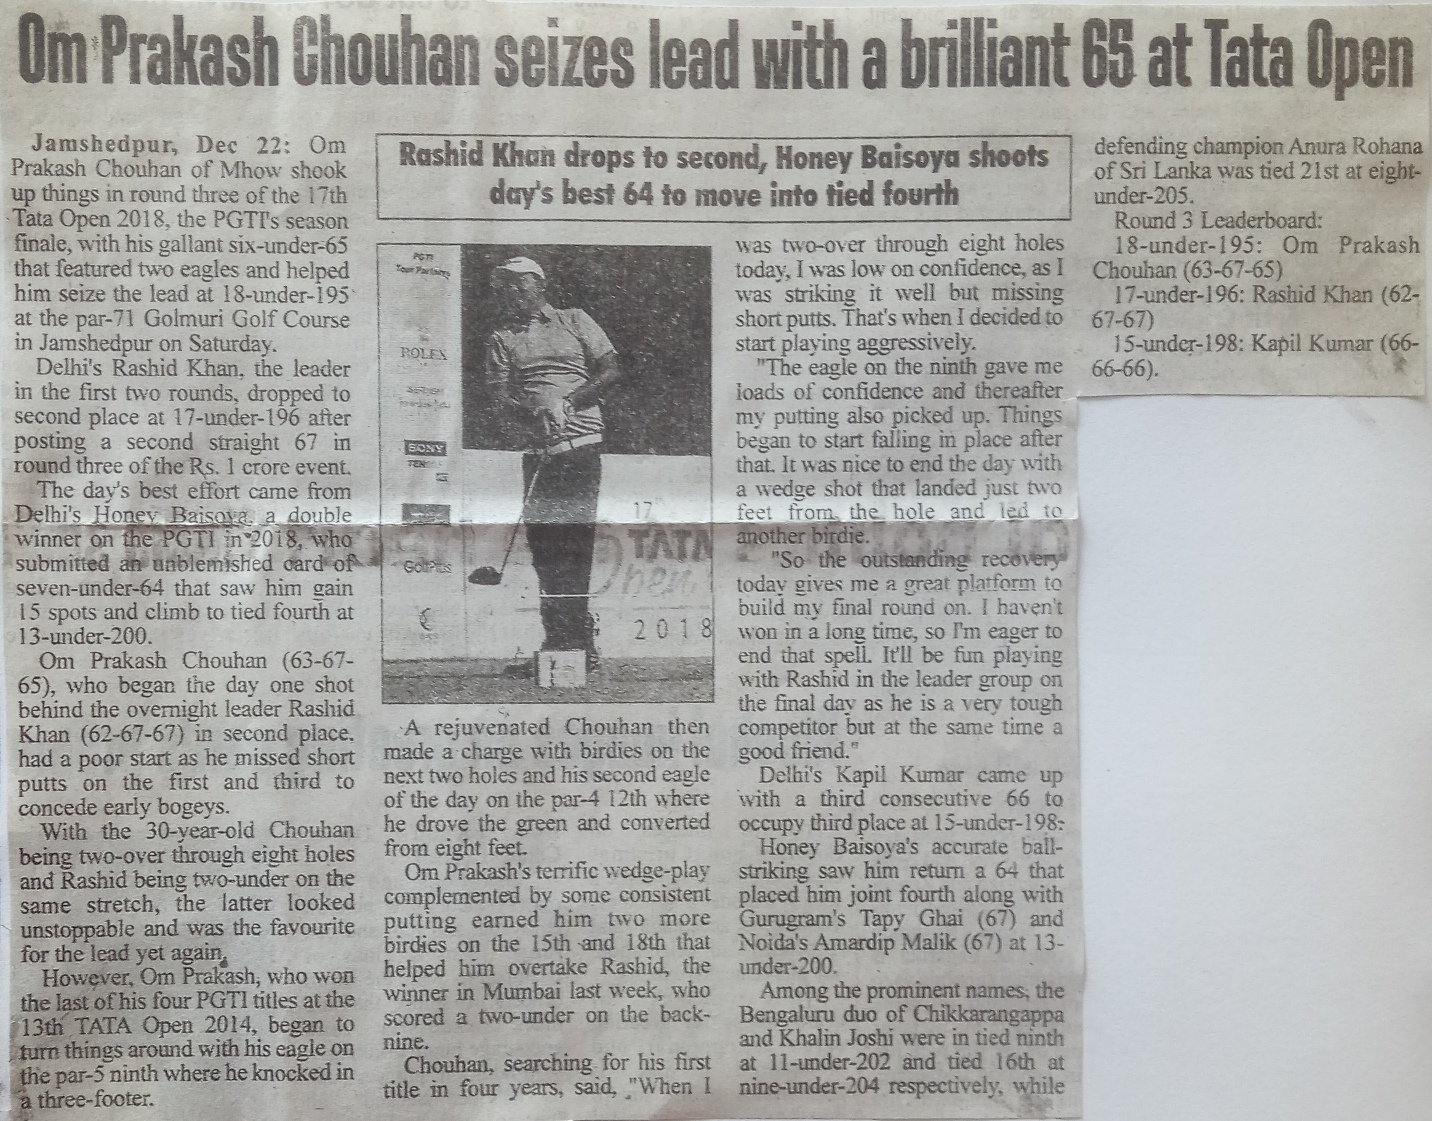 Om Prakash Chouhan seizes lead with a brilliant 65 at Tata Open
Jamshedpur, Dec 22: Om
Prakash Chouhan of Mhow shook
up things in round three of the 17th
Tata Open 2018, the PGTI's season
finale, with his gallant six-under-65
that featured two eagles and helped
him seize the lead at 18-under-195
at the par-71 Golmuri Golf Course
in Jamshedpur on Saturday.
Delhi's Rashid Khan, the leader
in the first two rounds, dropped to
second place at 17-under-196 after
posting a second straight 67 in
round three of the Rs. 1 crore event.
The day's best effort came from
Delhi's Honey Baisoya, a double
winner on the PGTI in 2018, who
submitted an unblemished card of
seven-under-64 that saw him gain
15 spots and climb to tied fourth at
13-under-200.
Om Prakash Chouhan (63-67-
65), who began the day one shot
behind the overnight leader Rashid
Khan (62-67-67) in second place,
had a poor start as he missed short
putts on the first and third to
concede early bogeys.
With the 30-year-old Chouhan
being two-over through eight holes
and Rashid being two-under on the
same stretch, the latter looked
unstoppable and was the favourite
for the lead yet again.
However, Om Prakash, who won
the last of his four PGTI titles at the
13th TATA Open 2014, began to
turn things around with his eagle on
the par-5 ninth where he knocked in
a three-footer.
Rashid Khan drops to second, Honey Baisoya shoots
day's best 64 to move into tied fourth
PGTI
Tour Partners
ROLEX
SONY
TEN
GolfPlus
17
TATA
Open
2018
A rejuvenated Chouhan then
made a charge with birdies on the
next two holes and his second eagle
of the day on the par-4 12th where
he drove the green and converted
from eight feet.
Om Prakash's terrific wedge-play
complemented by some consistent
putting earned him two more
birdies on the 15th and 18th that
helped him overtake Rashid, the
winner in Mumbai last week, who
scored a two-under on the back-
nine.
Chouhan, searching for his first
title in four years, said, "When I
was two-over through eight holes
today, I was low on confidence, as I
was striking it well but missing
short putts. That's when I decided to
start playing aggressively.
"The eagle on the ninth gave me
loads of confidence and thereafter
my putting also picked up. Things
began to start falling in place after
that. It was nice to end the day with
a wedge shot that landed just two
feet from the hole and led to
another birdie.
"So the outstanding recovery
today gives me a great platform to
build my final round on. I haven't
won in a long time, so I'm eager to
end that spell. It'll be fun playing
with Rashid in the leader group on
the final day as he is a very tough
competitor but at the same time a
good friend."
Delhi's Kapil Kumar came up
with a third consecutive 66 to
occupy third place at 15-under-198.
Honey Baisoya's accurate ball-
striking saw him return a 64 that
placed him joint fourth along with
Gurugram's Tapy Ghai (67) and
Noida's Amardip Malik (67) at 13-
under-200.
Among the prominent names, the
Bengaluru duo of Chikkarangappa
and Khalin Joshi were in tied ninth
at 11-under-202 and tied 16th at
nine-under-204 respectively, while
defending champion Anura Rohana
of Sri Lanka was tied 21st at eight-
under-205.
Round 3 Leaderboard:
18-under-195: Om Prakash
Chouhan (63-67-65)
17-under-196: Rashid Khan (62-
67-67)
15-under-198: Kapil Kumar (66-
66-66).